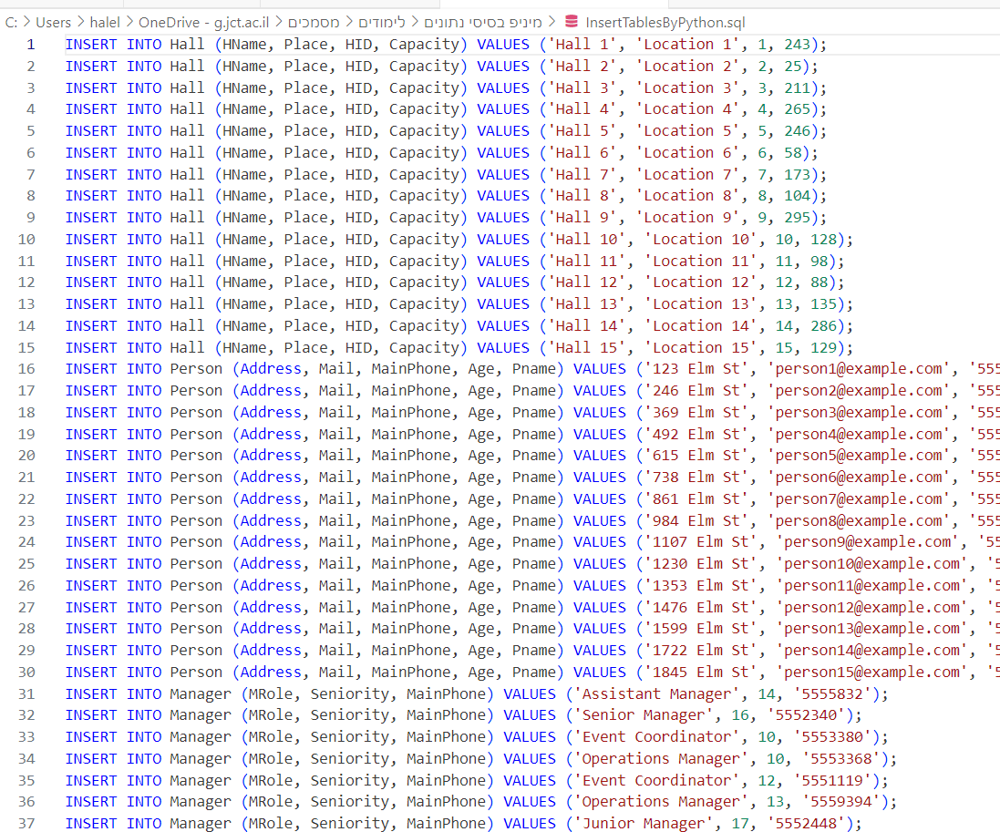 C: > Users > halel > OneDrive - g.jct.ac.il > מסמכים > לימודים > מיניפ בסיסי נתונים > InsertTablesByPython.sql
1 INSERT INTO Hall (HName, Place, HID, Capacity) VALUES ('Hall 1', 'Location 1', 1, 243);
2 INSERT INTO Hall (HName, Place, HID, Capacity) VALUES ('Hall 2', 'Location 2', 2, 25);
3 INSERT INTO Hall (HName, Place, HID, Capacity) VALUES ('Hall 3', 'Location 3', 3, 211);
4 INSERT INTO Hall (HName, Place, HID, Capacity) VALUES ('Hall 4', 'Location 4', 4, 265);
5 INSERT INTO Hall (HName, Place, HID, Capacity) VALUES ('Hall 5', 'Location 5', 5, 246);
6 INSERT INTO Hall (HName, Place, HID, Capacity) VALUES ('Hall 6', 'Location 6', 6, 58);
7 INSERT INTO Hall (HName, Place, HID, Capacity) VALUES ('Hall 7', 'Location 7', 7, 173);
8 INSERT INTO Hall (HName, Place, HID, Capacity) VALUES ('Hall 8', 'Location 8', 8, 104);
9 INSERT INTO Hall (HName, Place, HID, Capacity) VALUES ('Hall 9', 'Location 9', 9, 295);
10 INSERT INTO Hall (HName, Place, HID, Capacity) VALUES ('Hall 10', 'Location 10', 10, 128);
11 INSERT INTO Hall (HName, Place, HID, Capacity) VALUES ('Hall 11', 'Location 11', 11, 98);
12 INSERT INTO Hall (HName, Place, HID, Capacity) VALUES ('Hall 12', 'Location 12', 12, 88);
13 INSERT INTO Hall (HName, Place, HID, Capacity) VALUES ('Hall 13', 'Location 13', 13, 135);
14 INSERT INTO Hall (HName, Place, HID, Capacity) VALUES ('Hall 14', 'Location 14', 14, 286);
15 INSERT INTO Hall (HName, Place, HID, Capacity) VALUES ('Hall 15', 'Location 15', 15, 129);
16 INSERT INTO Person (Address, Mail, MainPhone, Age, Pname) VALUES ('123 Elm St', 'person1@example.com', '555
17 INSERT INTO Person (Address, Mail, MainPhone, Age, Pname) VALUES ('246 Elm St', 'person2@example.com', '555
18 INSERT INTO Person (Address, Mail, MainPhone, Age, Pname) VALUES ('369 Elm St', 'person3@example.com', '555
19 INSERT INTO Person (Address, Mail, MainPhone, Age, Pname) VALUES ('492 Elm St', 'person4@example.com', '555
20 INSERT INTO Person (Address, Mail, MainPhone, Age, Pname) VALUES ('615 Elm St', 'person5@example.com', '555
21 INSERT INTO Person (Address, Mail, MainPhone, Age, Pname) VALUES ('738 Elm St', 'person6@example.com', '555
22 INSERT INTO Person (Address, Mail, MainPhone, Age, Pname) VALUES ('861 Elm St', 'person7@example.com', '555
23 INSERT INTO Person (Address, Mail, MainPhone, Age, Pname) VALUES ('984 Elm St', 'person8@example.com', '555
24 INSERT INTO Person (Address, Mail, MainPhone, Age, Pname) VALUES ('1107 Elm St', 'person9@example.com', '55
25 INSERT INTO Person (Address, Mail, MainPhone, Age, Pname) VALUES ('1230 Elm St', 'person10@example.com', '5
26 INSERT INTO Person (Address, Mail, MainPhone, Age, Pname) VALUES ('1353 Elm St', 'person11@example.com', '5
27 INSERT INTO Person (Address, Mail, MainPhone, Age, Pname) VALUES ('1476 Elm St', 'person12@example.com', '5
28 INSERT INTO Person (Address, Mail, MainPhone, Age, Pname) VALUES ('1599 Elm St', 'person13@example.com', '5
29 INSERT INTO Person (Address, Mail, MainPhone, Age, Pname) VALUES ('1722 Elm St', 'person14@example.com', '5
30 INSERT INTO Person (Address, Mail, MainPhone, Age, Pname) VALUES ('1845 Elm St', 'person15@example.com', '5
31 INSERT INTO Manager (MRole, Seniority, MainPhone) VALUES ('Assistant Manager', 14, '5555832');
32 INSERT INTO Manager (MRole, Seniority, MainPhone) VALUES ('Senior Manager', 16, '5552340');
33 INSERT INTO Manager (MRole, Seniority, MainPhone) VALUES ('Event Coordinator', 10, '5553380');
34 INSERT INTO Manager (MRole, Seniority, MainPhone) VALUES ('Operations Manager', 10, '5553368');
35 INSERT INTO Manager (MRole, Seniority, MainPhone) VALUES ('Event Coordinator', 12, '5551119');
36 INSERT INTO Manager (MRole, Seniority, MainPhone) VALUES ('Operations Manager', 13, '5559394');
37 INSERT INTO Manager (MRole, Seniority, MainPhone) VALUES ('Junior Manager', 17, '5552448');